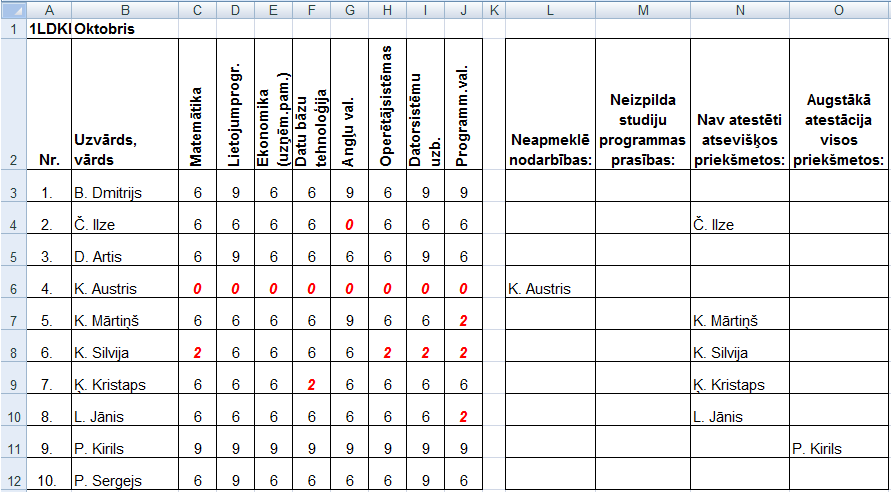 A B C D E F G H I J K L M N O
1 1LDKI Oktobris
2 Nr. Uzvārds, vārds Matemātika Lietojumprogr. Ekonomika (uzņēm.pam.) Datu bāzu tehnoloģija Angļu val. Operētājsistēmas Datorsistēmu uzb. Programm.val. Neapmeklē nodarbības: Neizpilda studiju programmas prasības: Nav atestēti atsevišķos priekšmetos: Augstākā atestācija visos priekšmetos:
3 1. B. Dmitrijs 6 9 6 6 9 6 9 9
4 2. Č. Ilze 6 6 6 6 0 6 6 6 Č. Ilze
5 3. D. Artis 6 9 6 6 6 6 9 6
6 4. K. Austris 0 0 0 0 0 0 0 0 K. Austris
7 5. K. Mārtiņš 6 6 6 6 9 6 6 2 K. Mārtiņš
8 6. K. Silvija 2 6 6 6 6 2 2 2 K. Silvija
9 7. Ķ. Kristaps 6 6 6 2 6 6 6 6 Ķ. Kristaps
10 8. L. Jānis 6 6 6 6 6 6 6 2 L. Jānis
11 9. P. Kirils 9 9 9 9 9 9 9 9 P. Kirils
12 10. P. Sergejs 6 9 6 6 6 6 9 6